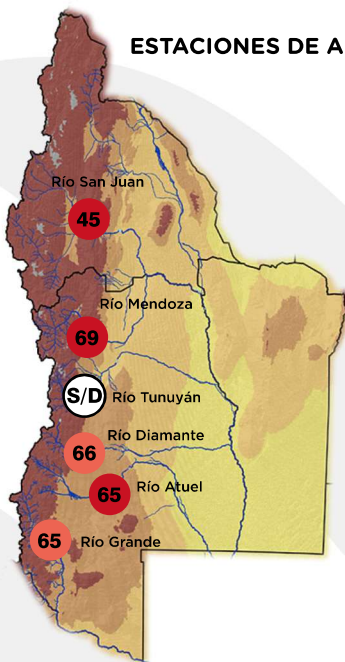 ESTACIONES DE A
Río San Juan
45
Río Mendoza
69
S/D
Río Tunuyán
Río Diamante
66
Río Atuel
65
65
Río Grande